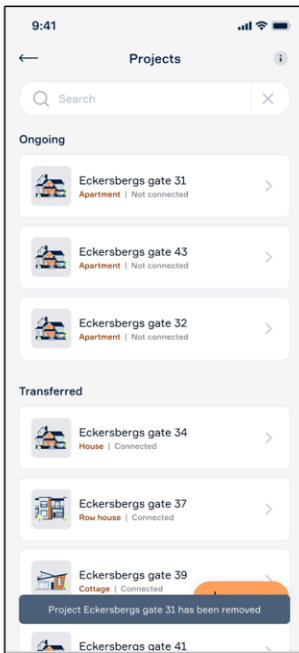 9:41
Projects
i
Search
Ongoing
Eckersbergs gate 31
Apartment | Not connected
Eckersbergs gate 43
Apartment | Not connected
Eckersbergs gate 32
Apartment | Not connected
Transferred
Eckersbergs gate 34
House | Connected
Eckersbergs gate 37
Row house | Connected
Eckersbergs gate 39
Cottage | Connected
Project Eckersbergs gate 31 has been removed
Eckersbergs gate 41